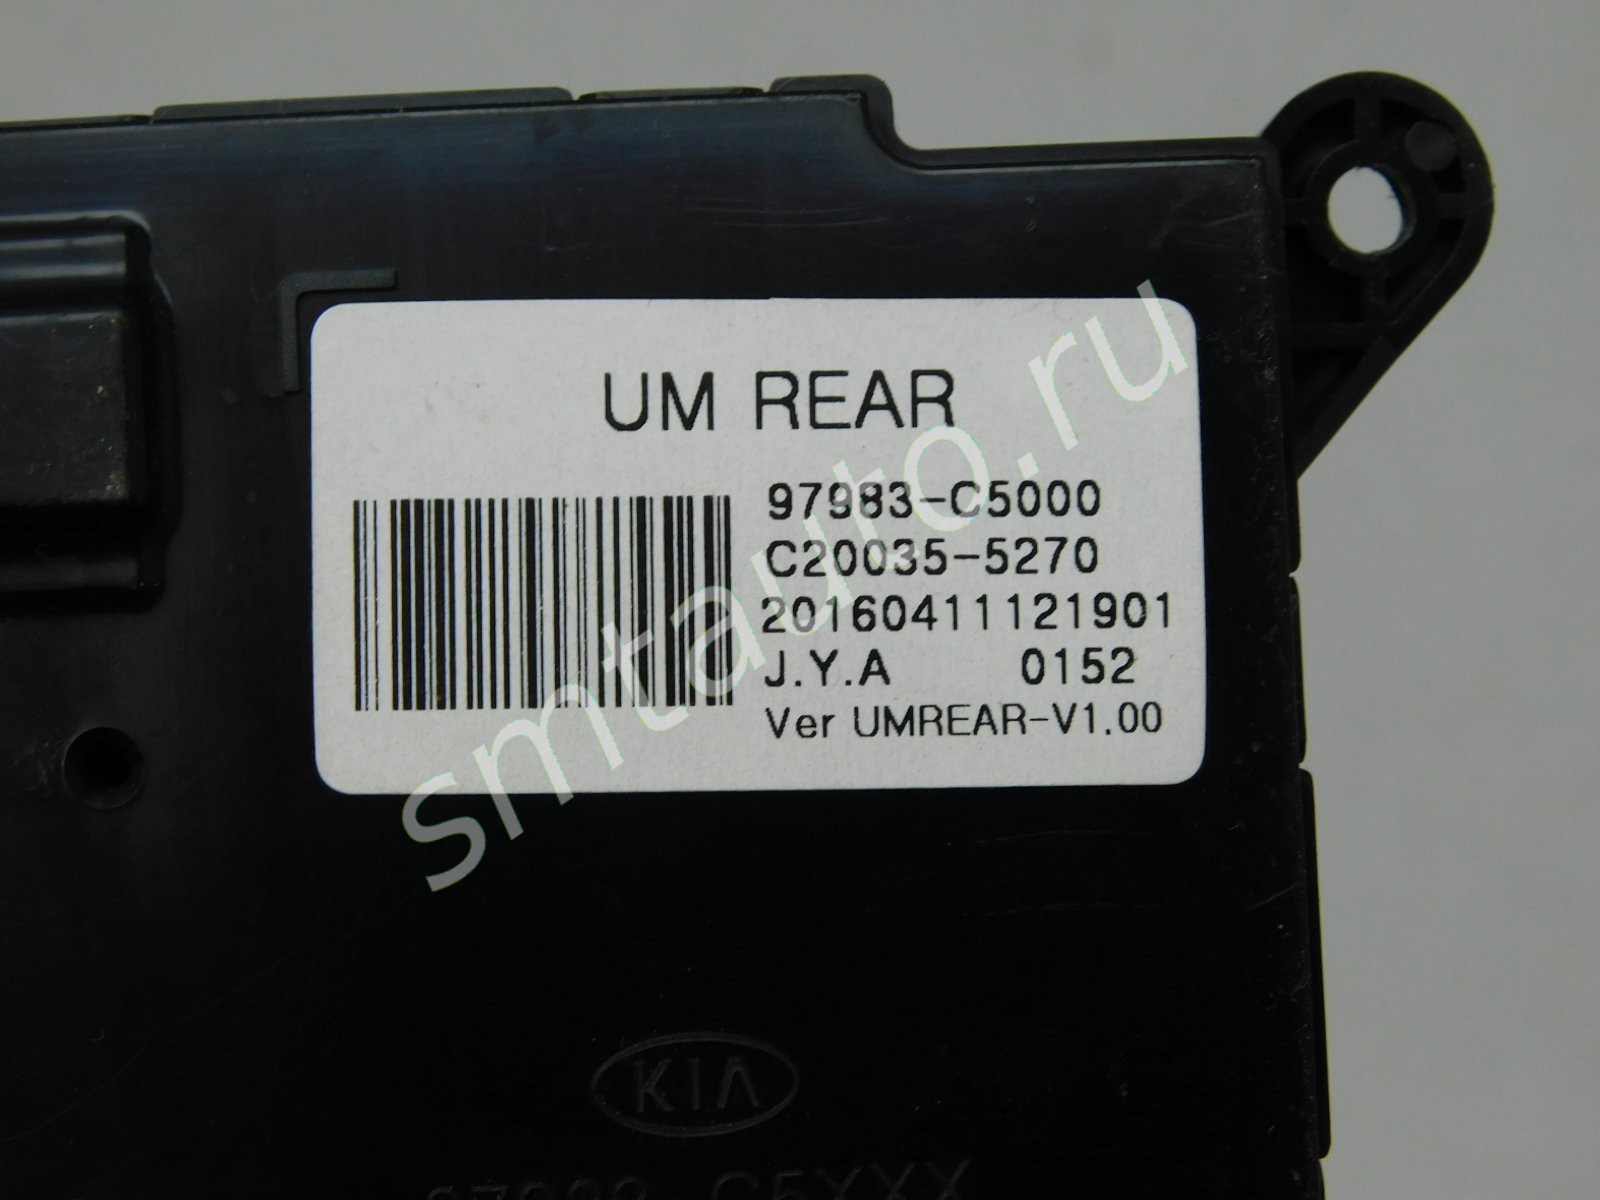 UM REAR
97983-C5000
C20035-5270
20160411121901
J.Y.A 0152
Ver UMREAR-V1.00
smtauto.ru
KIA